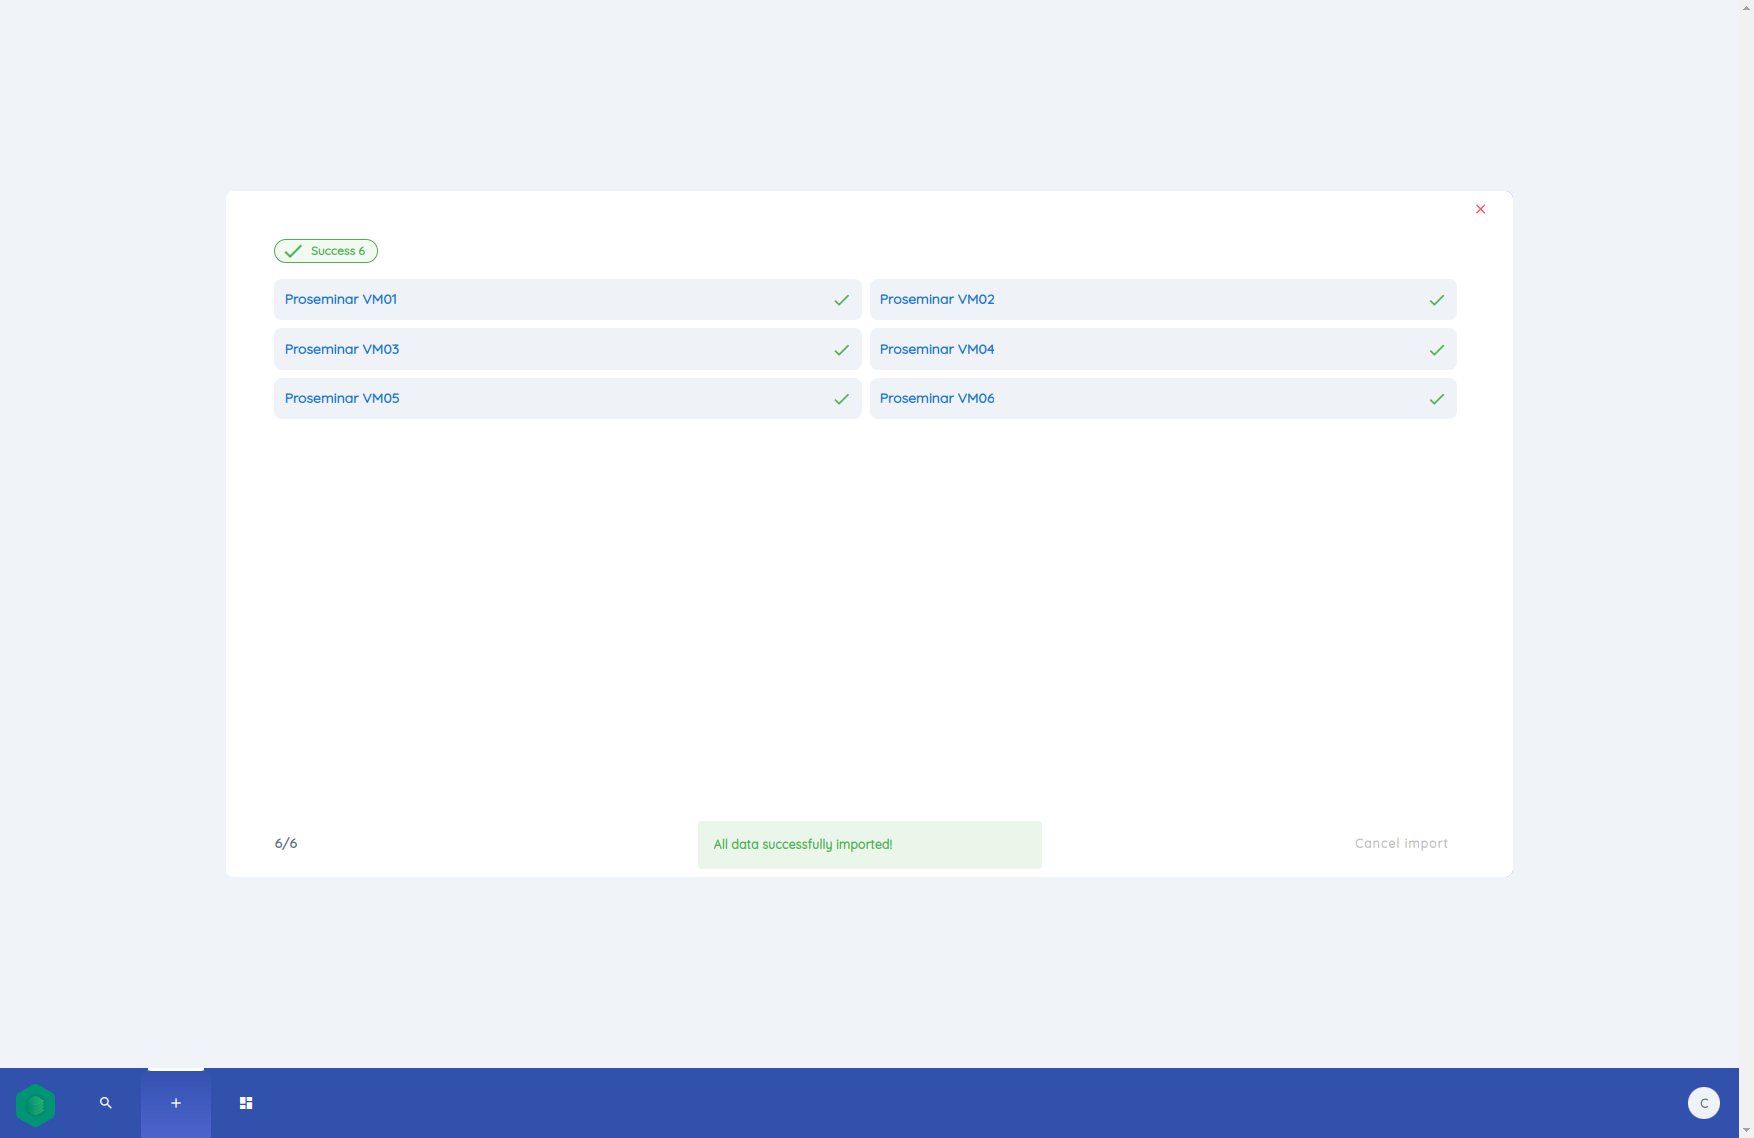 Success 6
Proseminar VM01
Proseminar VM02
Proseminar VM03
Proseminar VM04
Proseminar VM05
Proseminar VM06
6/6
All data successfully imported!
Cancel Import
C